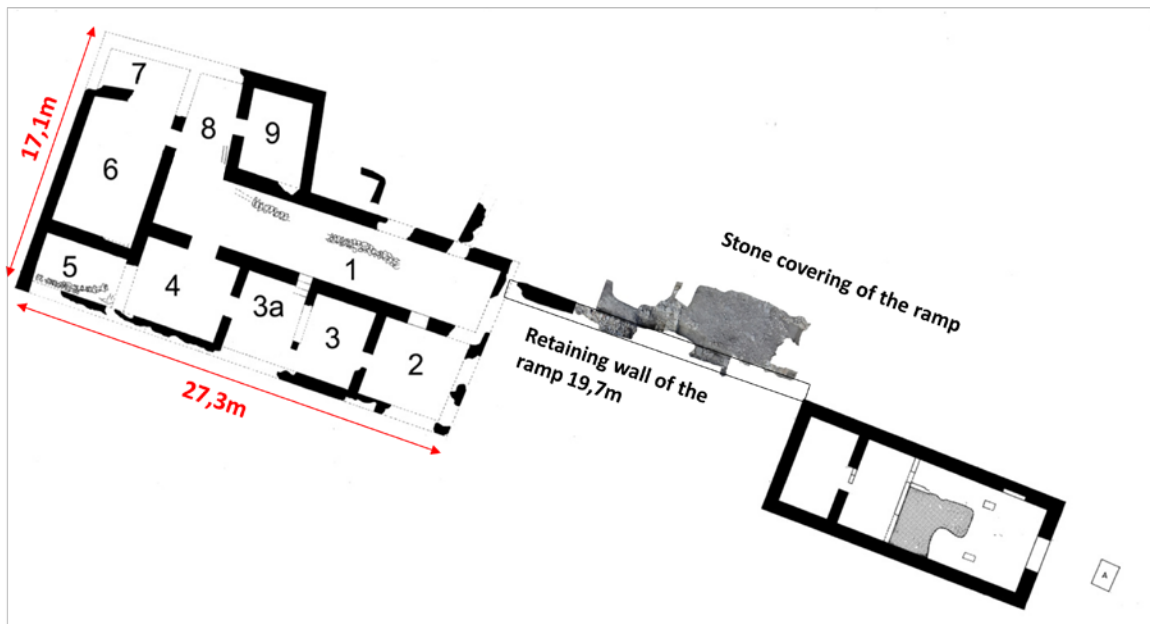 7
8
9
17,1m
6
1
5
4
3a
3
2
27,3m
Stone covering of the ramp
Retaining wall of the
ramp 19,7m
A